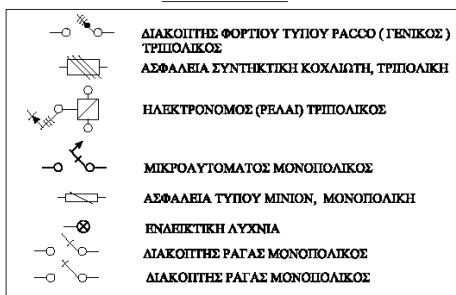 ΔΙΑΚΟΠΤΗΣ ΦΟΡΤΙΟΥ ΤΥΠΟΥ PACCO ( ΓΕΝΙΚΟΣ )
ΤΡΙΠΟΛΙΚΟΣ
ΑΣΦΑΛΕΙΑ ΣΥΝΤΗΚΤΙΚΗ ΚΟΧΛΙΩΤΗ, ΤΡΙΠΟΛΙΚΗ
ΗΛΕΚΤΡΟΝΟΜΟΣ (ΡΕΛΑΙ) ΤΡΙΠΟΛΙΚΟΣ
ΜΙΚΡΟΑΥΤΟΜΑΤΟΣ ΜΟΝΟΠΟΛΙΚΟΣ
ΑΣΦΑΛΕΙΑ ΤΥΠΟΥ ΜΙΝΙΟΝ, ΜΟΝΟΠΟΛΙΚΗ
ΕΝΔΕΙΚΤΙΚΗ ΛΥΧΝΙΑ
ΔΙΑΚΟΠΤΗΣ ΡΑΓΑΣ ΜΟΝΟΠΟΛΙΚΟΣ
ΔΙΑΚΟΠΤΗΣ ΡΑΓΑΣ ΜΟΝΟΠΟΛΙΚΟΣ